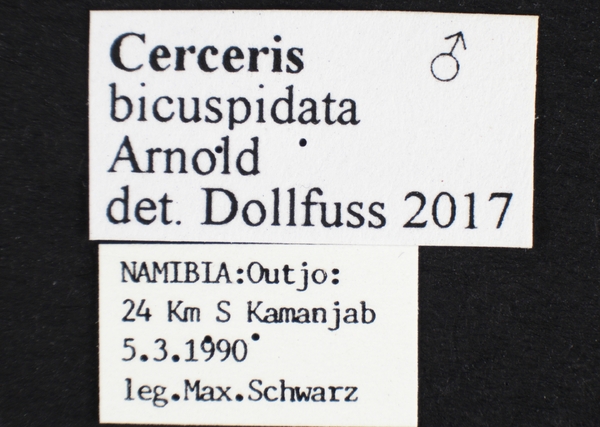 Cerceris ♂
bicuspidata
Arnold
det. Dollfuss 2017
NAMIBIA:Outjo:
24 Km S Kamanjab
5.3.1990
leg.Max.Schwarz